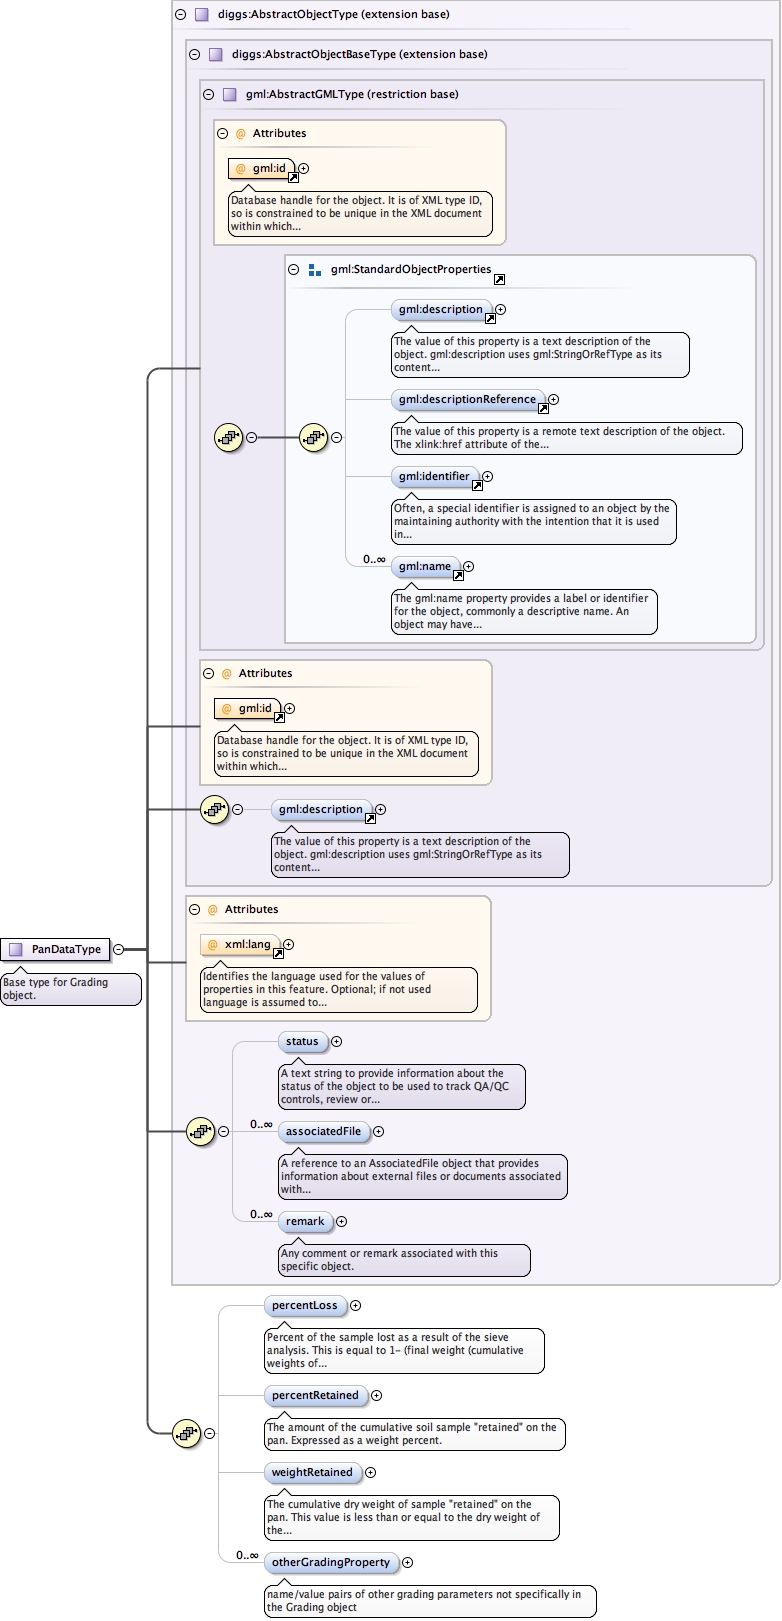 diggs:AbstractObjectType (extension base)
diggs:AbstractObjectBaseType (extension base)
gml:AbstractGMLType (restriction base)
@ Attributes
@ gml:id
Database handle for the object. It is of XML type ID,
so is constrained to be unique in the XML document
within which...
gml:StandardObjectProperties
gml:description
The value of this property is a text description of the
object. gml:description uses gml:StringOrRefType as its
content...
gml:descriptionReference
The value of this property is a remote text description of the object.
The xlink:href attribute of the...
gml:identifier
Often, a special identifier is assigned to an object by the
maintaining authority with the intention that it is used
in...
0..∞
gml:name
The gml:name property provides a label or identifier
for the object, commonly a descriptive name. An
object may have...
@ Attributes
@ gml:id
Database handle for the object. It is of XML type ID,
so is constrained to be unique in the XML document
within which...
gml:description
The value of this property is a text description of the
object. gml:description uses gml:StringOrRefType as its
content...
@ Attributes
@ xml:lang
Identifies the language used for the values of
properties in this feature. Optional; if not used
language is assumed to...
PanDataType
Base type for Grading
object.
status
A text string to provide information about the
status of the object to be used to track QA/QC
controls, review or...
0..∞
associatedFile
A reference to an AssociatedFile object that provides
information about external files or documents associated
with...
0..∞
remark
Any comment or remark associated with this
specific object.
percentLoss
Percent of the sample lost as a result of the sieve
analysis. This is equal to 1- (final weight (cumulative
weights of...
percentRetained
The amount of the cumulative soil sample "retained" on the
pan. Expressed as a weight percent.
weightRetained
The cumulative dry weight of sample "retained" on the
pan. This value is less than or equal to the dry weight of
the...
0..∞
otherGradingProperty
name/value pairs of other grading parameters not specifically in
the Grading object